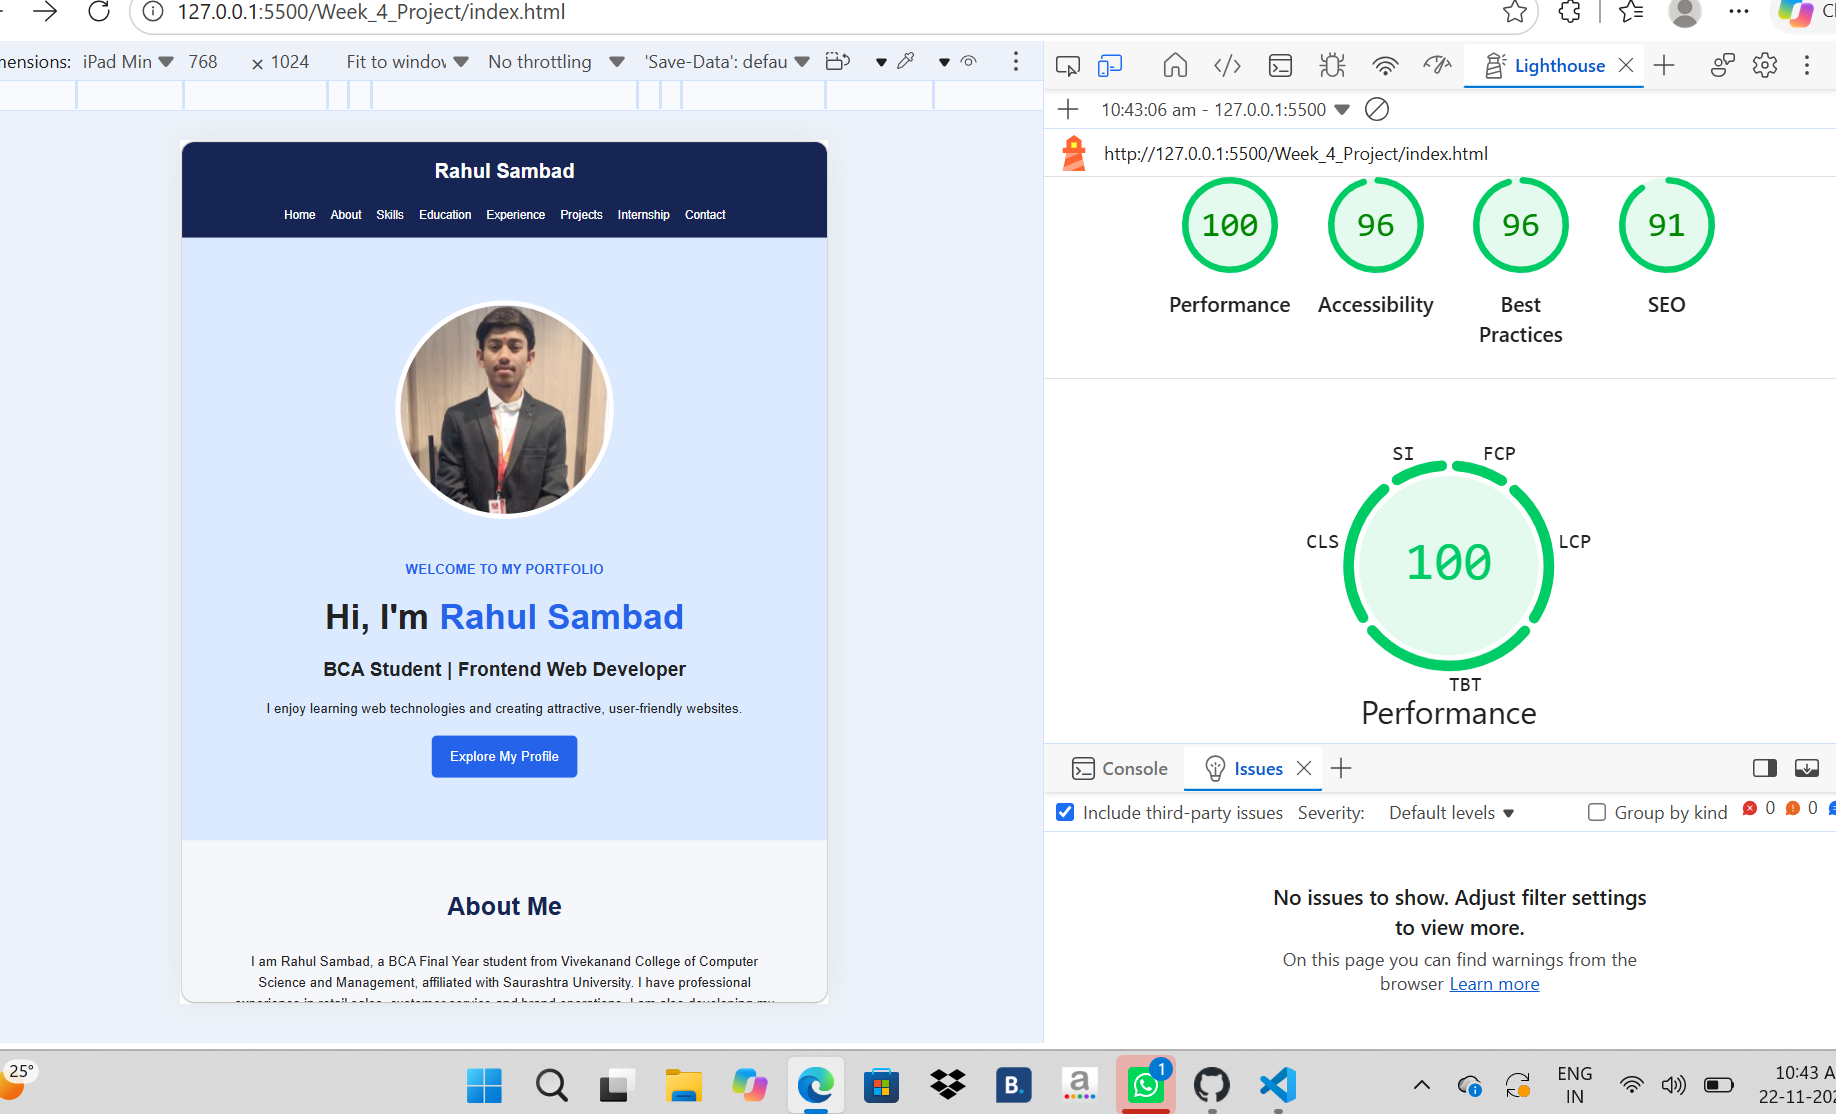 127.0.0.1:5500/Week_4_Project/index.html
nensions: iPad Min 768 × 1024 Fit to windov No throttling 'Save-Data': defau
Lighthouse
10:43:06 am - 127.0.0.1:5500
http://127.0.0.1:5500/Week_4_Project/index.html
100 96 96 91
Performance Accessibility Best Practices SEO
SI FCP
CLS LCP
100
TBT
Performance
Rahul Sambad
Home About Skills Education Experience Projects Internship Contact
WELCOME TO MY PORTFOLIO
Hi, I'm Rahul Sambad
BCA Student | Frontend Web Developer
I enjoy learning web technologies and creating attractive, user-friendly websites.
Explore My Profile
About Me
I am Rahul Sambad, a BCA Final Year student from Vivekanand College of Computer
Science and Management, affiliated with Saurashtra University. I have professional
Console Issues
Include third-party issues Severity: Default levels Group by kind 0 0
No issues to show. Adjust filter settings
to view more.
On this page you can find warnings from the
browser Learn more
25°
B.
a
1
ENG
IN
10:43 A
22-11-20